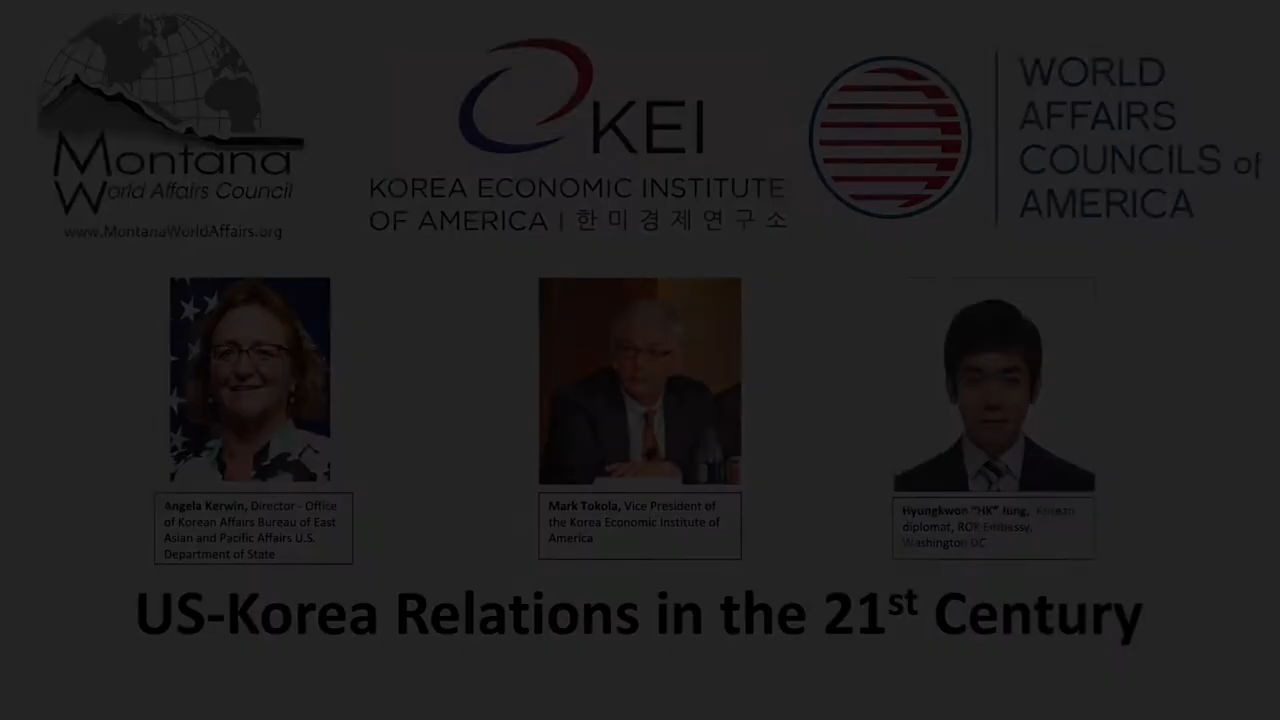 Montana
World Affairs Council
www.MontanaWorldAffairs.org
KEI
KOREA ECONOMIC INSTITUTE
OF AMERICA | 한미경제연구소
WORLD
AFFAIRS
COUNCILS of
AMERICA
Angela Kerwin, Director - Office
of Korean Affairs Bureau of East
Asian and Pacific Affairs U.S.
Department of State
Mark Tokola, Vice President of
the Korea Economic Institute of
America
Hyungkwon “HK” Jung, Korean
diplomat, ROK Embassy,
Washington DC
US-Korea Relations in the 21st Century